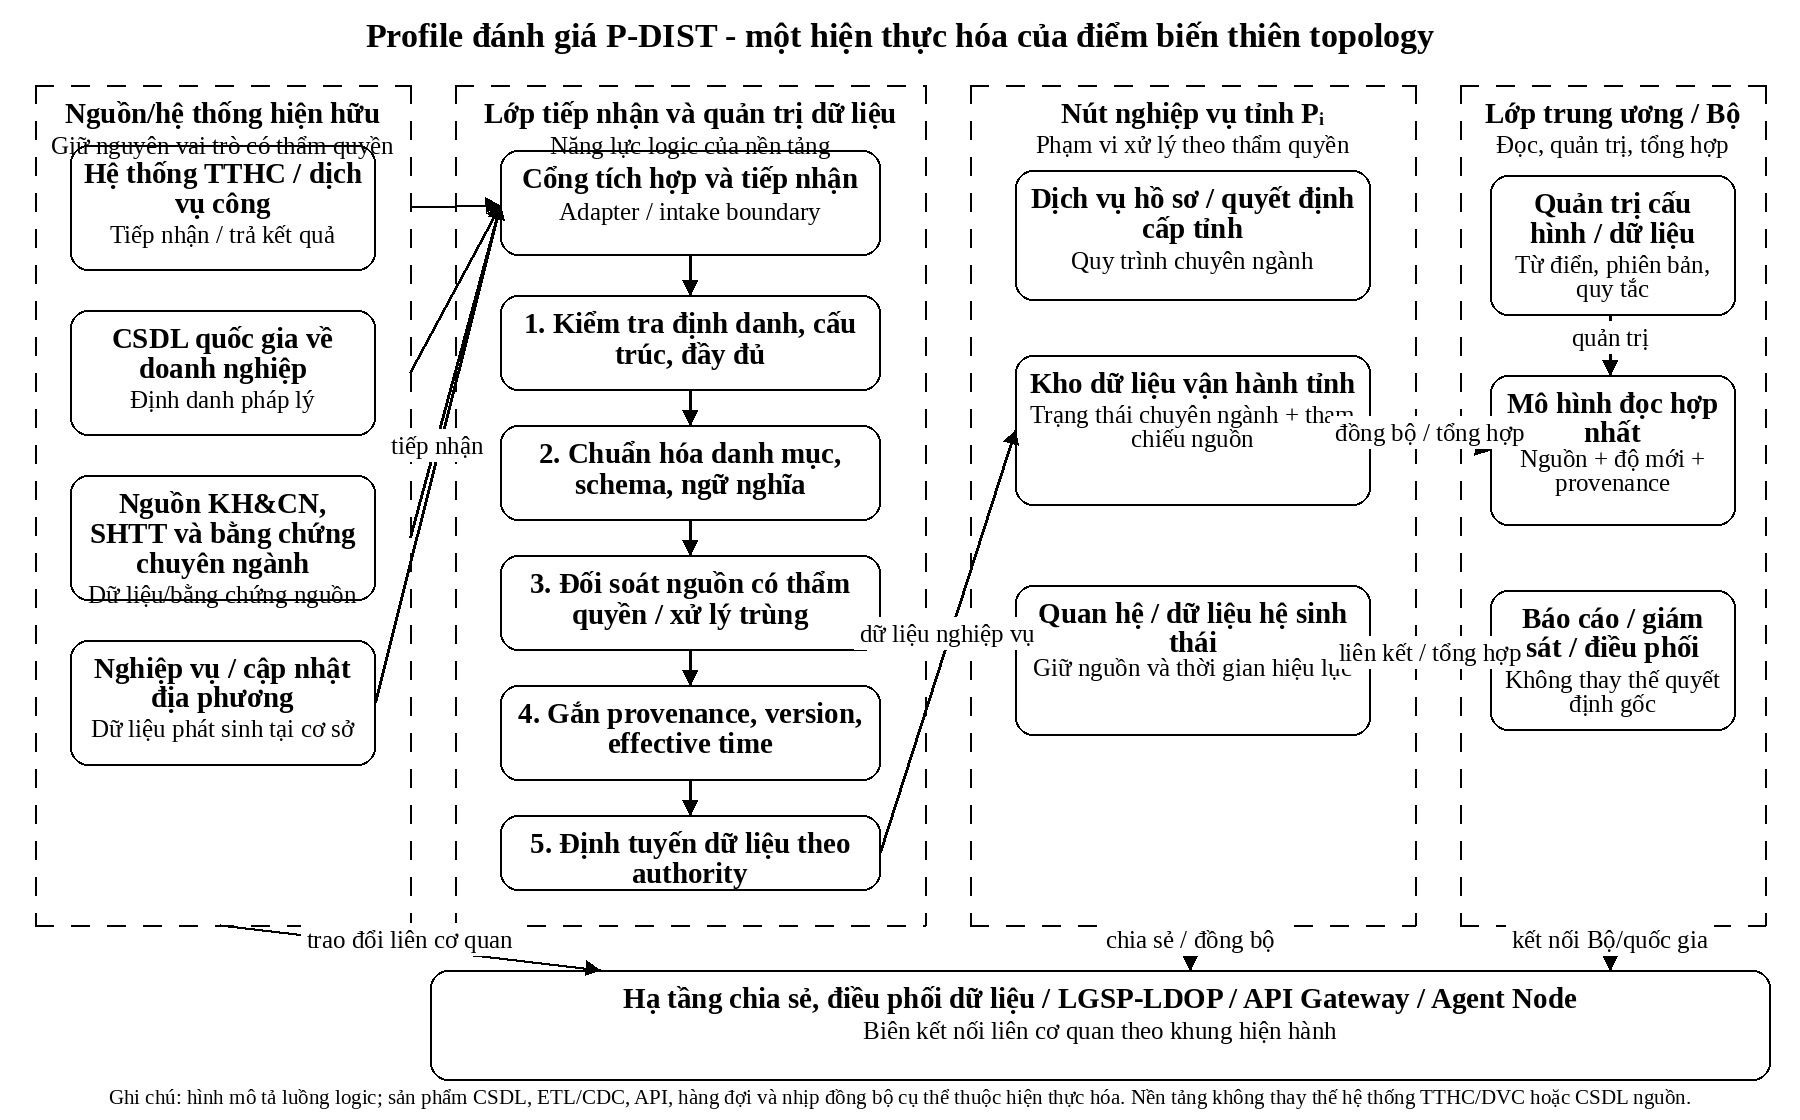 Profile đánh giá P-DIST - một hiện thực hóa của điểm biến thiên topology
Nguồn/hệ thống hiện hữu
Giữ nguyên vai trò có thẩm quyền
Hệ thống TTHC / dịch
vụ công
Tiếp nhận / trả kết quả
CSDL quốc gia về
doanh nghiệp
Định danh pháp lý
Nguồn KH&CN,
SHTT và bằng chứng
chuyên ngành
Dữ liệu/bằng chứng nguồn
Nghiệp vụ / cập nhật
địa phương
Dữ liệu phát sinh tại cơ sở
tiếp nhận
Lớp tiếp nhận và quản trị dữ liệu
Năng lực logic của nền tảng
Cổng tích hợp và tiếp nhận
Adapter / intake boundary
1. Kiểm tra định danh, cấu
trúc, đầy đủ
2. Chuẩn hóa danh mục,
schema, ngữ nghĩa
3. Đối soát nguồn có thẩm
quyền / xử lý trùng
4. Gắn provenance, version,
effective time
5. Định tuyến dữ liệu theo
authority
dữ liệu nghiệp vụ
Nút nghiệp vụ tỉnh Pᵢ
Phạm vi xử lý theo thẩm quyền
Dịch vụ hồ sơ / quyết định
cấp tỉnh
Quy trình chuyên ngành
Kho dữ liệu vận hành tỉnh
Trạng thái chuyên ngành + tham
chiếu nguồn
Quan hệ / dữ liệu hệ sinh
thái
Giữ nguồn và thời gian hiệu lực
đồng bộ / tổng hợp
liên kết / tổng hợp
Lớp trung ương / Bộ
Đọc, quản trị, tổng hợp
Quản trị cấu
hình / dữ liệu
Từ điển, phiên bản,
quy tắc
quản trị
Mô hình đọc hợp
nhất
Nguồn + độ mới +
provenance
Báo cáo / giám
sát / điều phối
Không thay thế quyết
định gốc
trao đổi liên cơ quan
chia sẻ / đồng bộ
kết nối Bộ/quốc gia
Hạ tầng chia sẻ, điều phối dữ liệu / LGSP-LDOP / API Gateway / Agent Node
Biên kết nối liên cơ quan theo khung hiện hành
Ghi chú: hình mô tả luồng logic; sản phẩm CSDL, ETL/CDC, API, hàng đợi và nhịp đồng bộ cụ thể thuộc hiện thực hóa. Nền tảng không thay thế hệ thống TTHC/DVC hoặc CSDL nguồn.